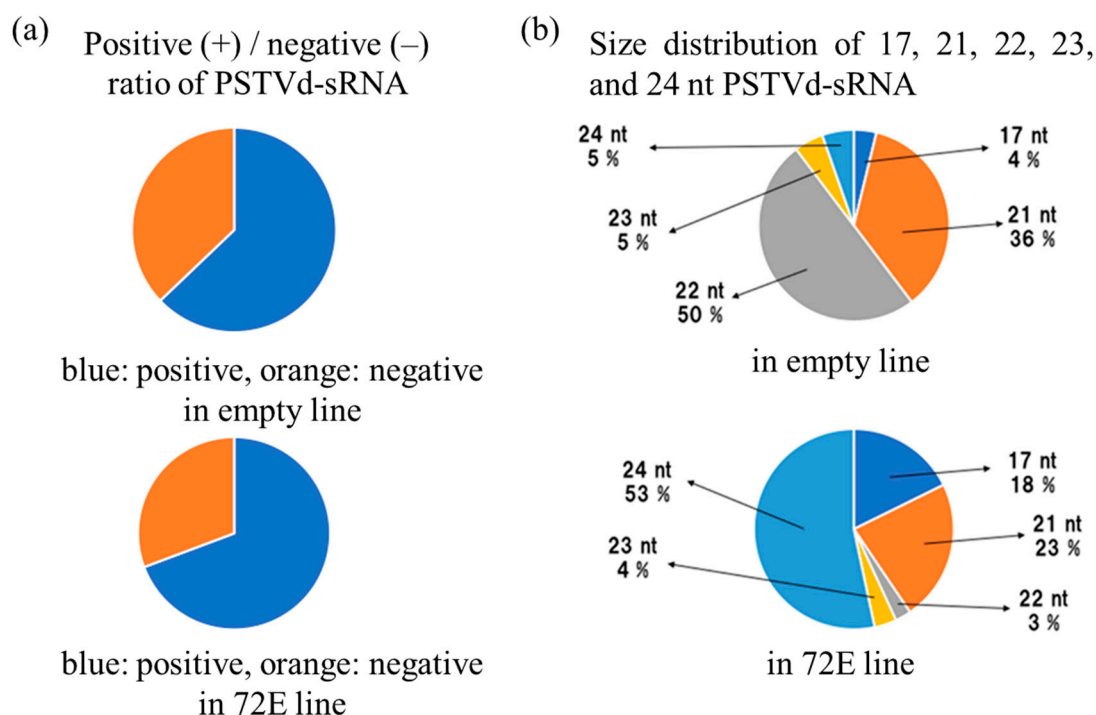 (a) Positive (+) / negative (–)
ratio of PSTVd-sRNA
blue: positive, orange: negative
in empty line
blue: positive, orange: negative
in 72E line
(b) Size distribution of 17, 21, 22, 23,
and 24 nt PSTVd-sRNA
24 nt
5 %
17 nt
4 %
23 nt
5 %
21 nt
36 %
22 nt
50 %
in empty line
24 nt
53 %
17 nt
18 %
23 nt
4 %
21 nt
23 %
22 nt
3 %
in 72E line